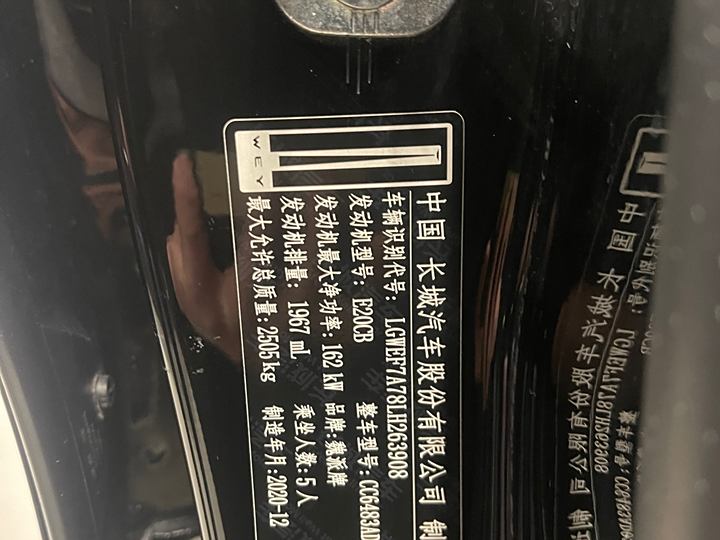 WEY
中国 长城汽车股份有限公司 制
车辆识别代号: LGWEF7A78LH263908
发动机型号: E20CB 整车型号: CC6483AD
发动机最大净功率: 162 kW 品牌: 魏派牌
发动机排量: 1967 mL 乘坐人数: 5人
最大允许总质量: 2505kg 制造年月: 2020-12